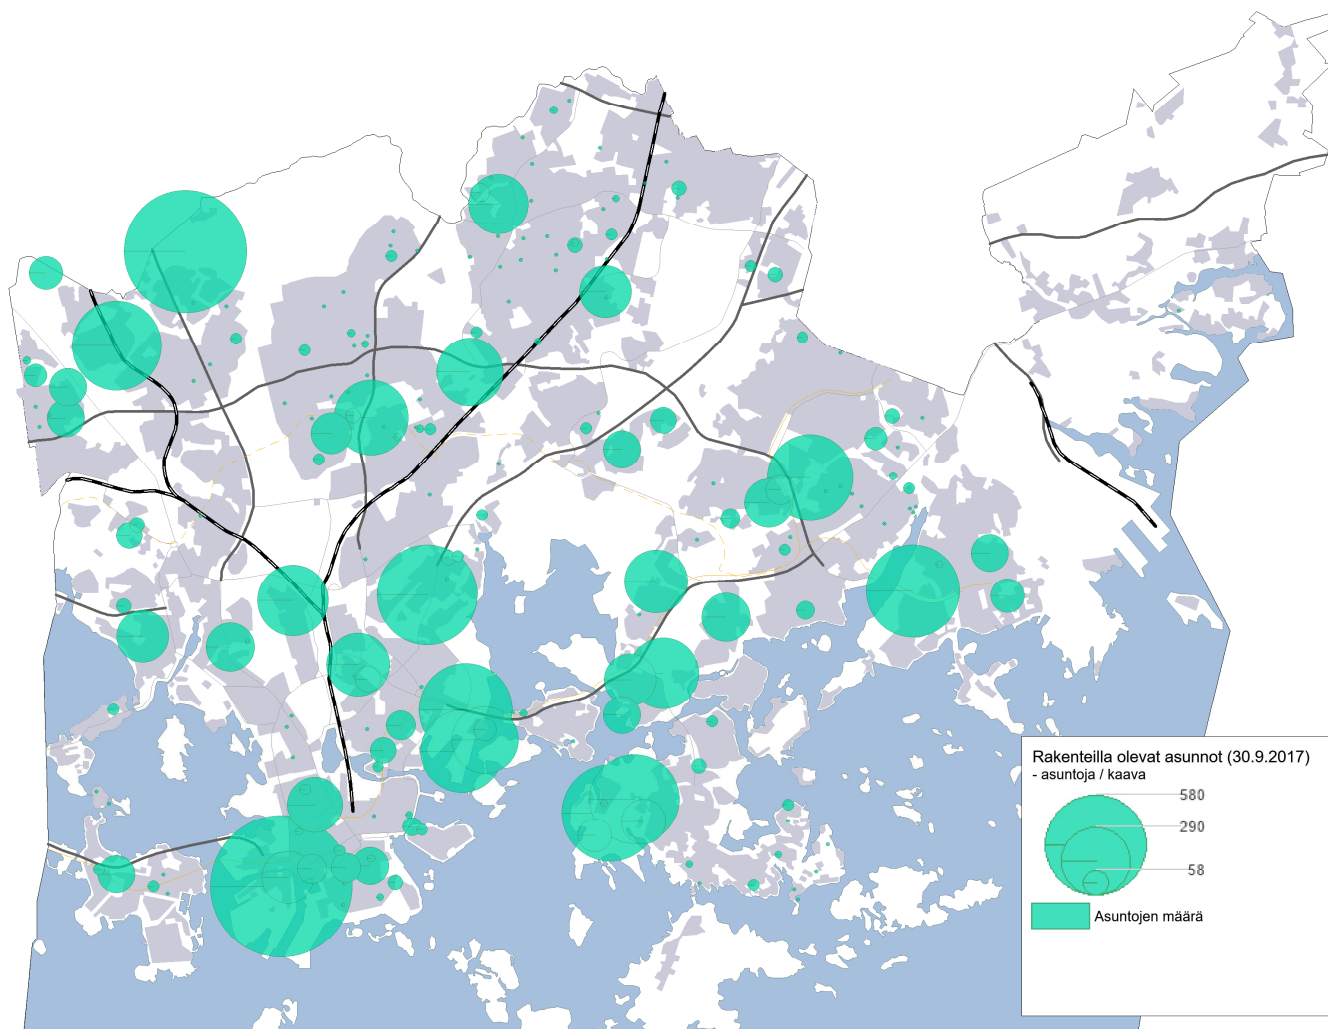 Rakenteilla olevat asunnot (30.9.2017)
- asuntoja / kaava
580
290
58
Asuntojen määrä